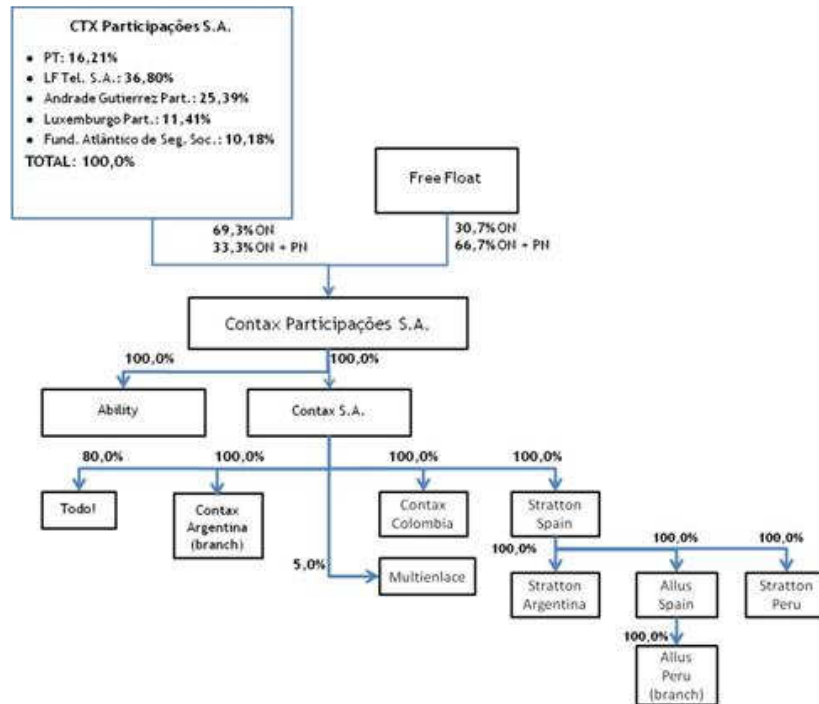 CTX Participações S.A.
• PT: 16,21%
• LF Tel. S.A.: 36,80%
• Andrade Gutierrez Part.: 25,39%
• Luxemburgo Part.: 11,41%
• Fund. Atlântico de Seg. Soc.: 10,18%
TOTAL: 100,0%
Free Float
69,3% ON
33,3% ON + PN
30,7% ON
66,7% ON + PN
Contax Participações S.A.
100,0%
100,0%
Ability
Contax S.A.
80,0%
100,0%
100,0%
100,0%
Todo!
Contax
Argentina
(branch)
Contax
Colombia
Stratton
Spain
5,0%
Multienlace
100,0%
100,0%
100,0%
Stratton
Argentina
Allus
Spain
Stratton
Peru
100,0%
Allus
Peru
(branch)